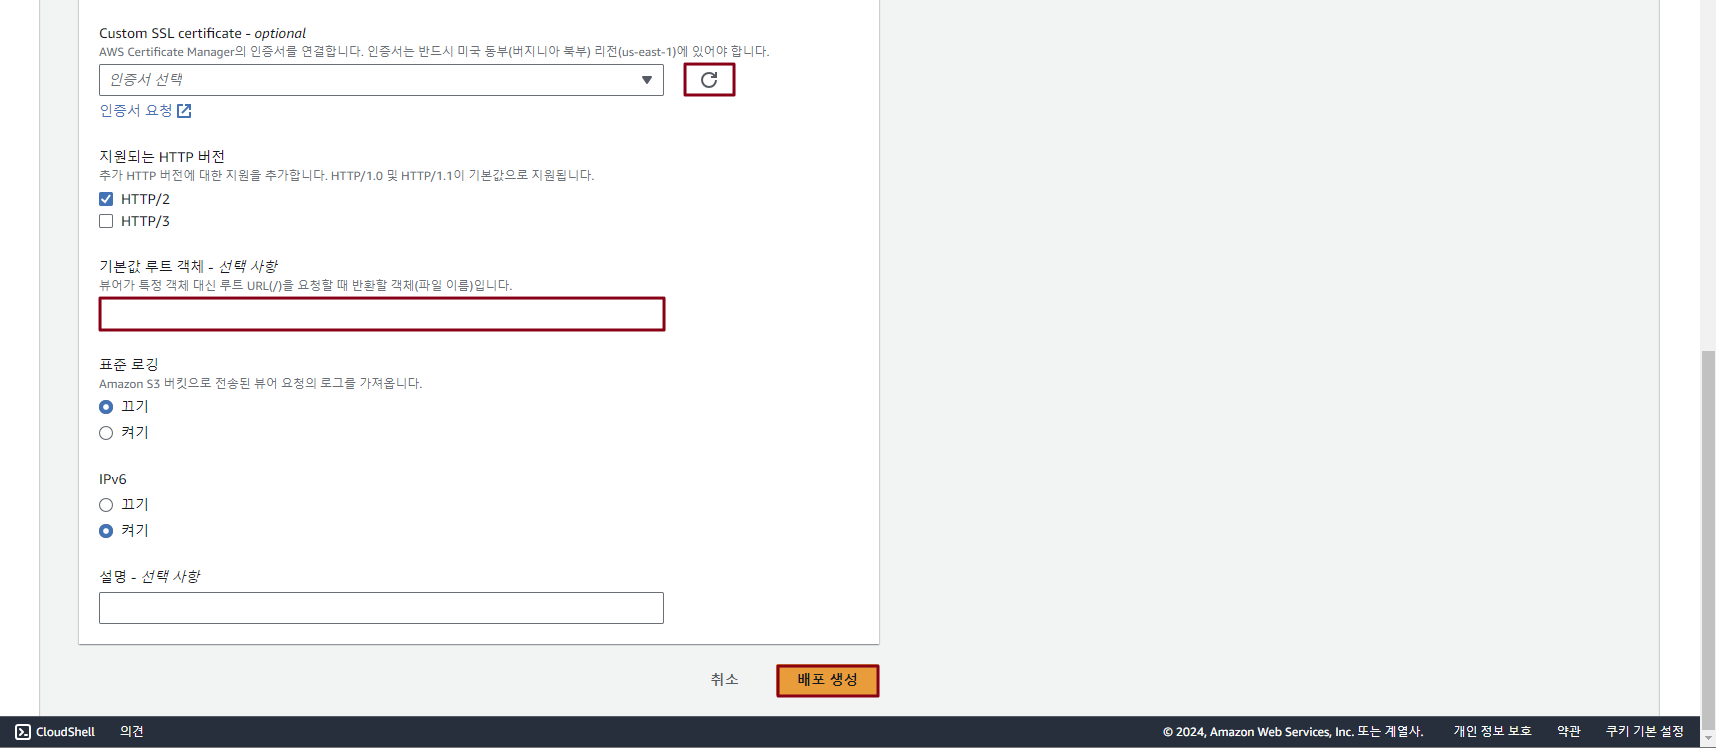 Custom SSL certificate - optional
AWS Certificate Manager의 인증서를 연결합니다. 인증서는 반드시 미국 동부(버지니아 북부) 리전(us-east-1)에 있어야 합니다.
인증서 선택
인증서 요청
지원되는 HTTP 버전
추가 HTTP 버전에 대한 지원을 추가합니다. HTTP/1.0 및 HTTP/1.1이 기본값으로 지원됩니다.
HTTP/2
HTTP/3
기본값 루트 객체 - 선택 사항
뷰어가 특정 객체 대신 루트 URL(/)을 요청할 때 반환할 객체(파일 이름)입니다.
표준 로깅
Amazon S3 버킷으로 전송된 뷰어 요청의 로그를 가져옵니다.
끄기
켜기
IPv6
끄기
켜기
설명 - 선택 사항
취소 배포 생성
CloudShell 의견 © 2024, Amazon Web Services, Inc. 또는 계열사. 개인 정보 보호 약관 쿠키 기본 설정